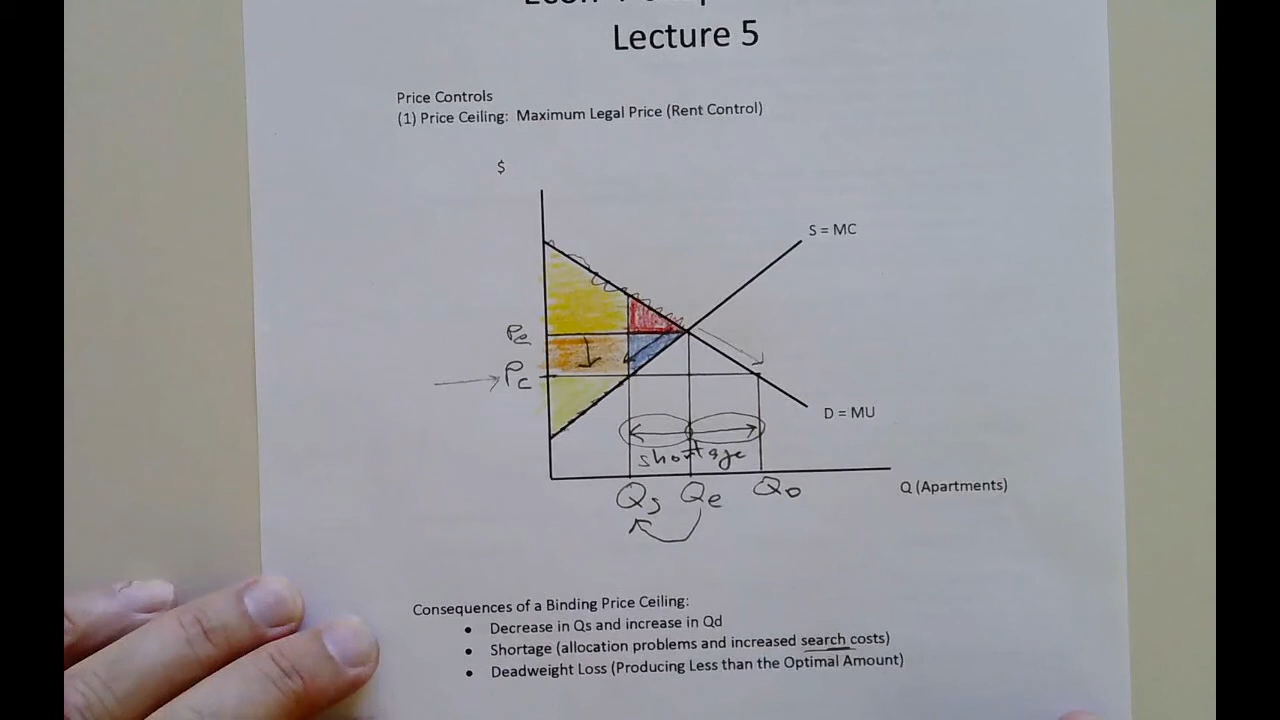 Lecture 5
Price Controls
(1) Price Ceiling: Maximum Legal Price (Rent Control)
$
S = MC
Pe
Pc
D = MU
shortage
Qs Qe QD
Q (Apartments)
Consequences of a Binding Price Ceiling:
• Decrease in Qs and increase in Qd
• Shortage (allocation problems and increased search costs)
• Deadweight Loss (Producing Less than the Optimal Amount)